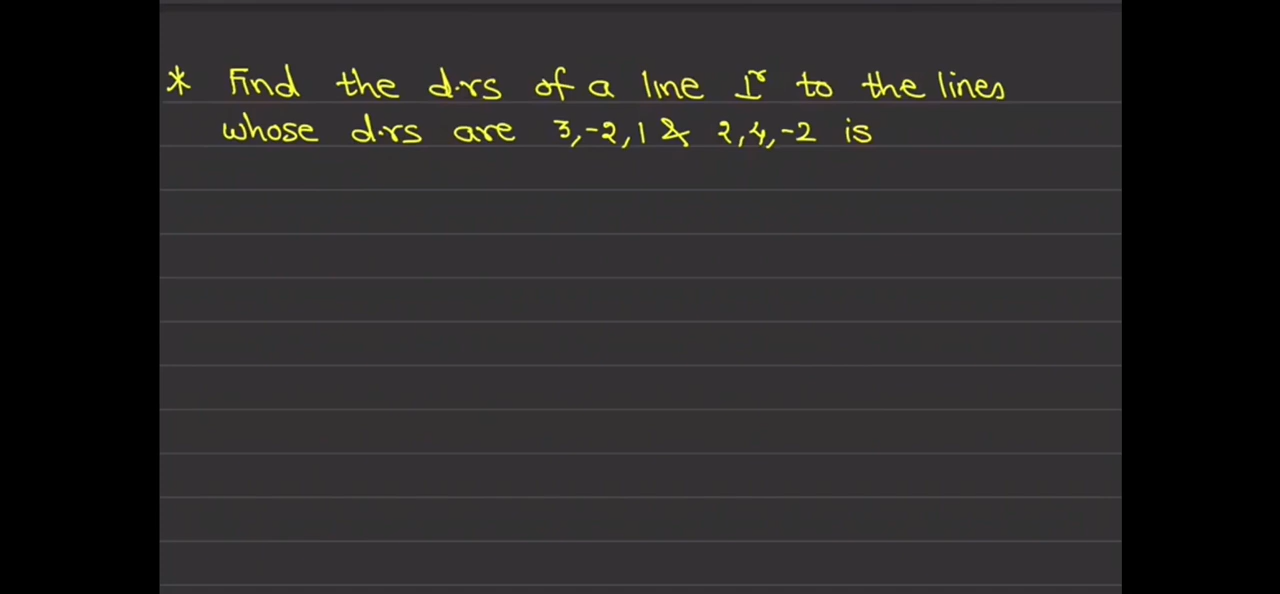 * Find the d.rs of a line ⊥r to the lines
whose d.rs are 3,-2,1 & 2,4,-2 is